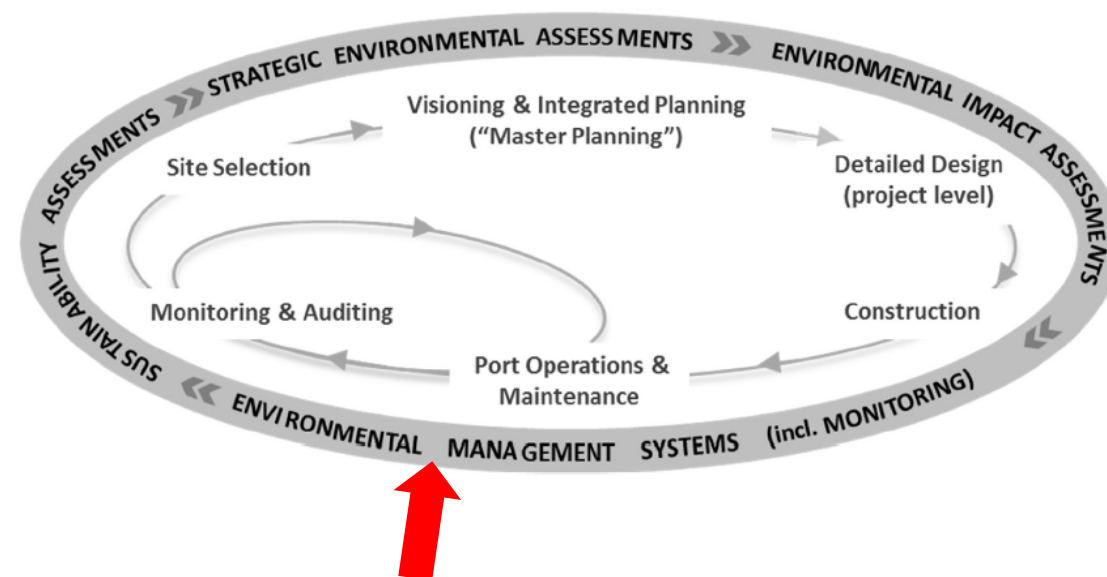 STRATEGIC ENVIRONMENTAL ASSESSMENTS
ENVIRONMENTAL IMPACT ASSESSMENTS
Visioning & Integrated Planning
(“Master Planning”)
Site Selection
Detailed Design
(project level)
Monitoring & Auditing
Construction
Port Operations &
Maintenance
SUSTAINABILITY ASSESSMENTS
ENVIRONMENTAL MANAGEMENT SYSTEMS (incl. MONITORING)